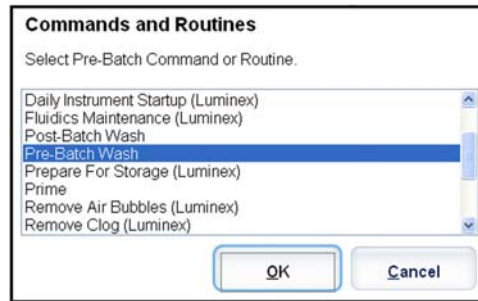 Commands and Routines
Select Pre-Batch Command or Routine.
Daily Instrument Startup (Luminex)
Fluidics Maintenance (Luminex)
Post-Batch Wash
Pre-Batch Wash
Prepare For Storage (Luminex)
Prime
Remove Air Bubbles (Luminex)
Remove Clog (Luminex)
OK Cancel